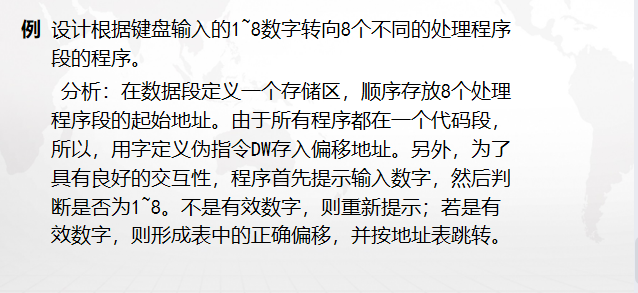 例 设计根据键盘输入的1~8数字转向8个不同的处理程序
段的程序。
分析：在数据段定义一个存储区，顺序存放8个处理
程序段的起始地址。由于所有程序都在一个代码段，
所以，用字定义伪指令DW存入偏移地址。另外，为了
具有良好的交互性，程序首先提示输入数字，然后判
断是否为1~8。不是有效数字，则重新提示；若是有
效数字，则形成表中的正确偏移，并按地址表跳转。